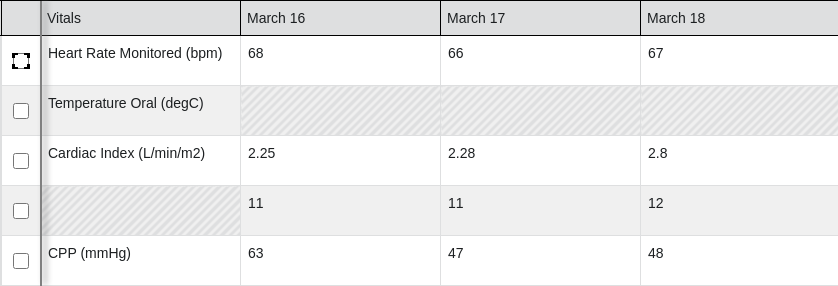 Vitals March 16 March 17 March 18
Heart Rate Monitored (bpm) 68 66 67
Temperature Oral (degC)
Cardiac Index (L/min/m2) 2.25 2.28 2.8
11 11 12
CPP (mmHg) 63 47 48